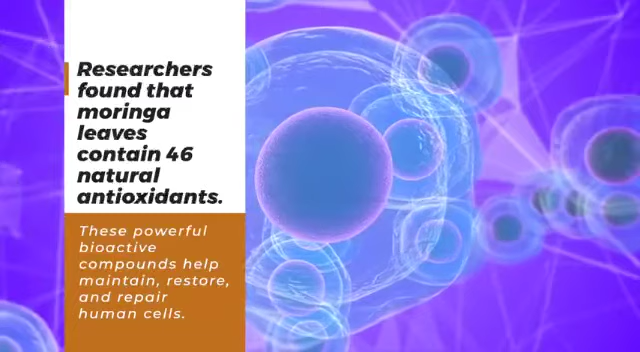 Researchers
found that
moringa
leaves
contain 46
natural
antioxidants.
These powerful
bioactive
compounds help
maintain, restore,
and repair
human cells.